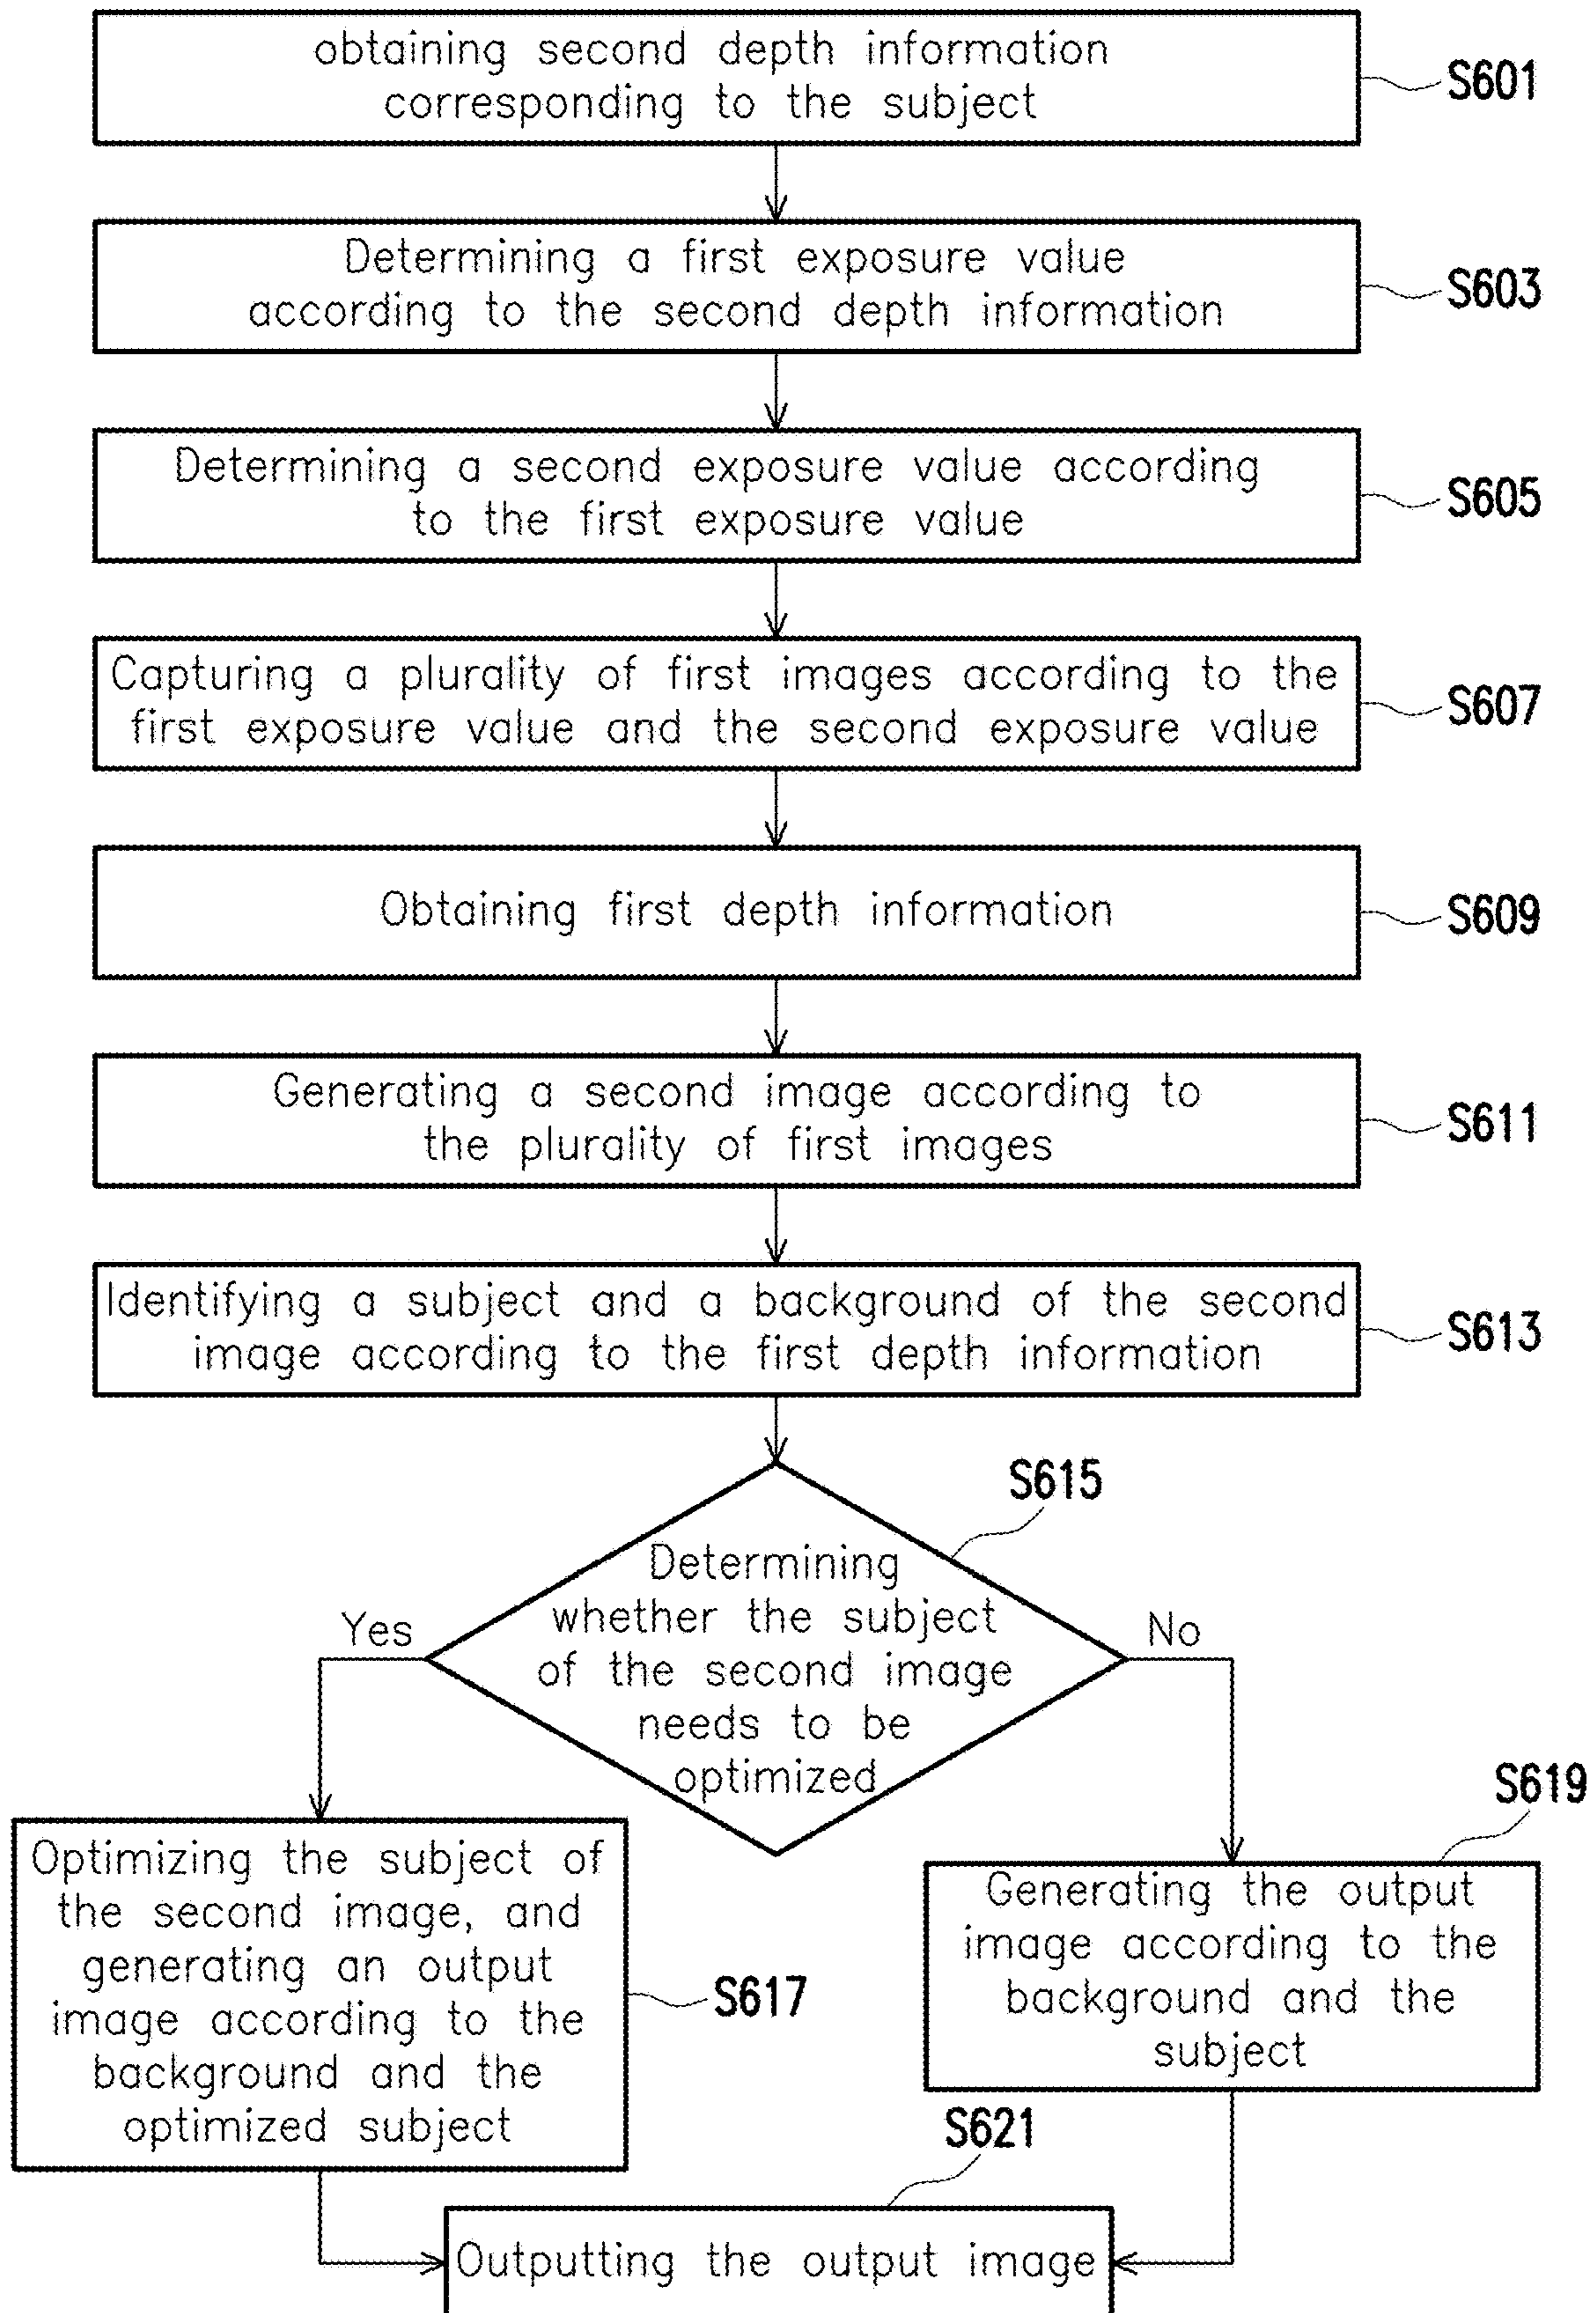 obtaining second depth information
corresponding to the subject
S601
Determining a first exposure value
according to the second depth information
S603
Determining a second exposure value according
to the first exposure value
S605
Capturing a plurality of first images according to the
first exposure value and the second exposure value
S607
Obtaining first depth information
S609
Generating a second image according to
the plurality of first images
S611
Identifying a subject and a background of the second
image according to the first depth information
S613
S615
Determining
whether the subject
of the second image
needs to be
optimized
Yes
No
Optimizing the subject of
the second image, and
generating an output
image according to the
background and the
optimized subject
S617
S619
Generating the output
image according to the
background and the
subject
S621
Outputting the output image